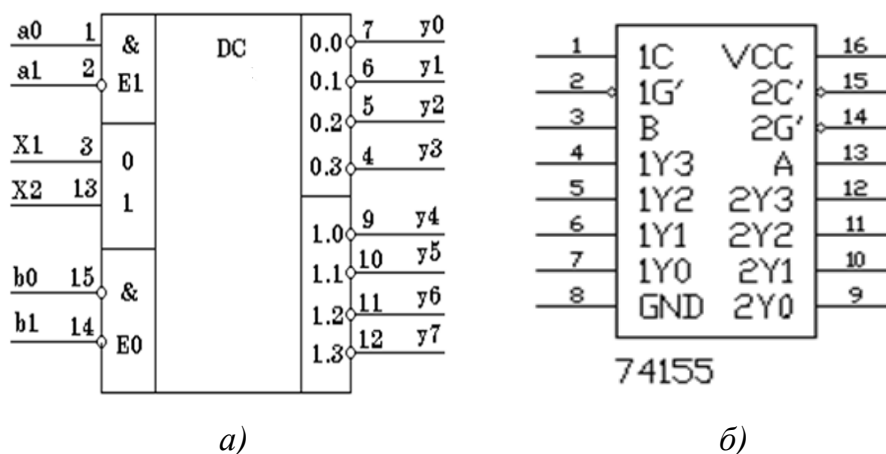 a0 1 & DC 0.0 7 y0
a1 2 E1 0.1 6 y1
0.2 5 y2
X1 3 0 0.3 4 y3
X2 13 1
1.0 9 y4
b0 15 & 1.1 10 y5
1.2 11 y6
b1 14 E0 1.3 12 y7
а)
1 1C VCC 16
2 1G' 2C' 15
3 B 2G' 14
4 1Y3 A 13
5 1Y2 2Y3 12
6 1Y1 2Y2 11
7 1Y0 2Y1 10
8 GND 2Y0 9
74155
б)